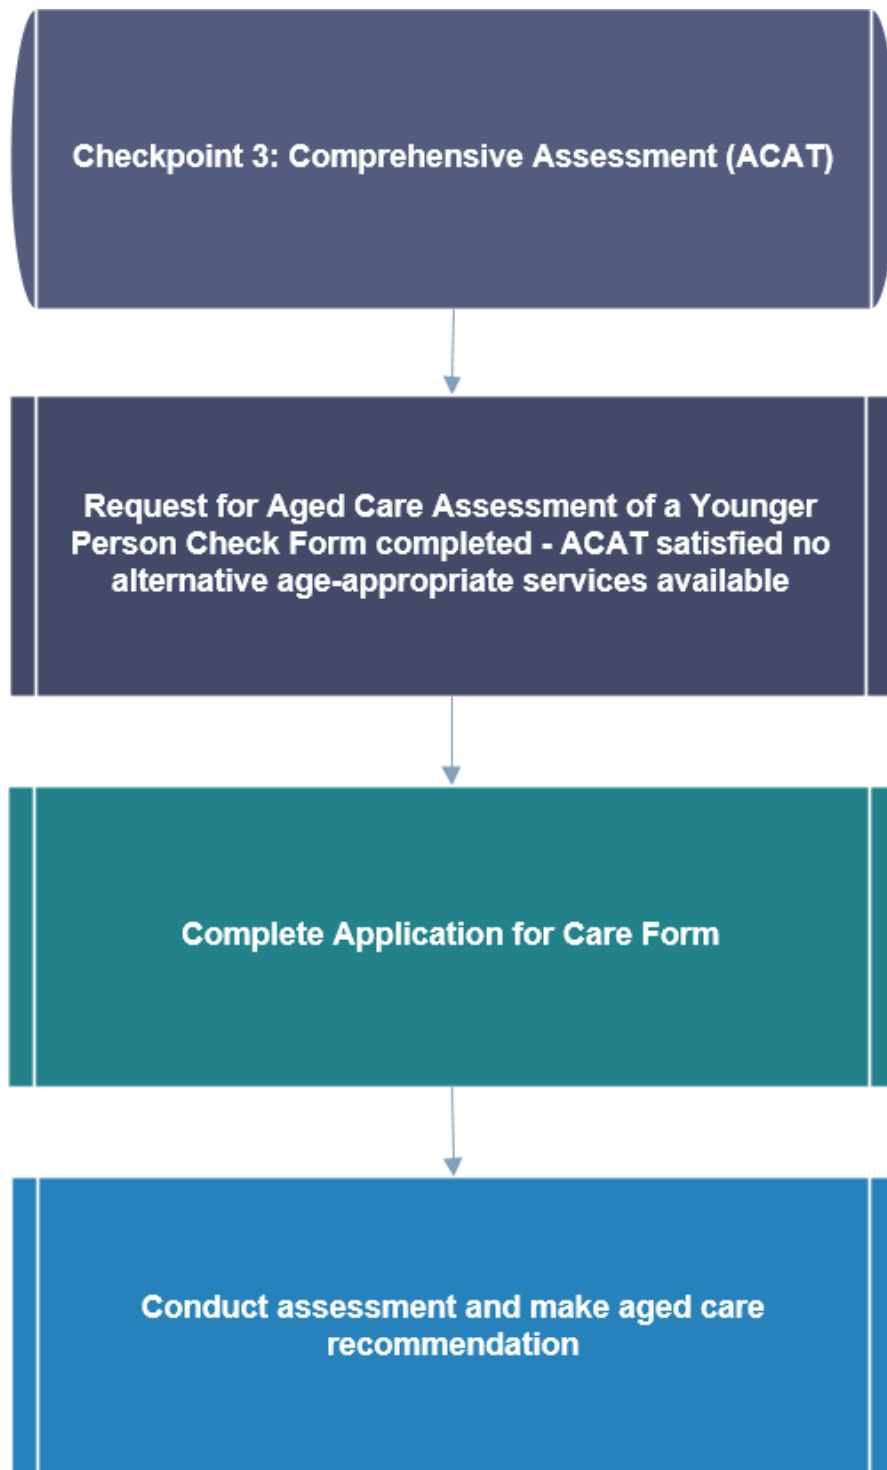 Checkpoint 3: Comprehensive Assessment (ACAT)
Request for Aged Care Assessment of a Younger
Person Check Form completed - ACAT satisfied no
alternative age-appropriate services available
Complete Application for Care Form
Conduct assessment and make aged care
recommendation